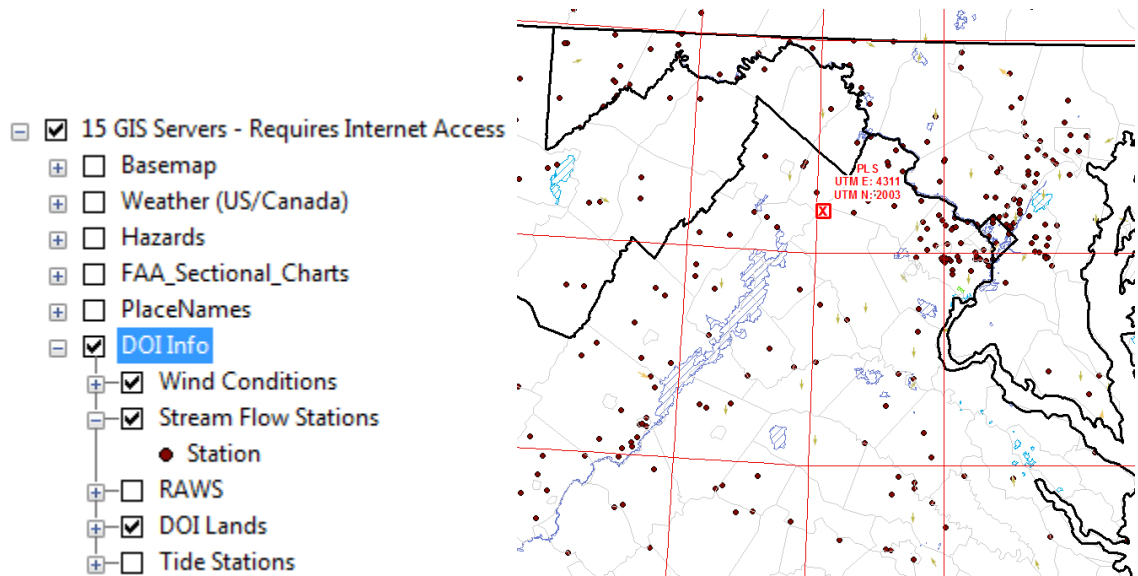 15 GIS Servers - Requires Internet Access
Basemap
Weather (US/Canada)
Hazards
FAA_Sectional_Charts
PlaceNames
DOI Info
Wind Conditions
Stream Flow Stations
Station
RAWS
DOI Lands
Tide Stations
PLS
UTM E: 4311
UTM N: 2003